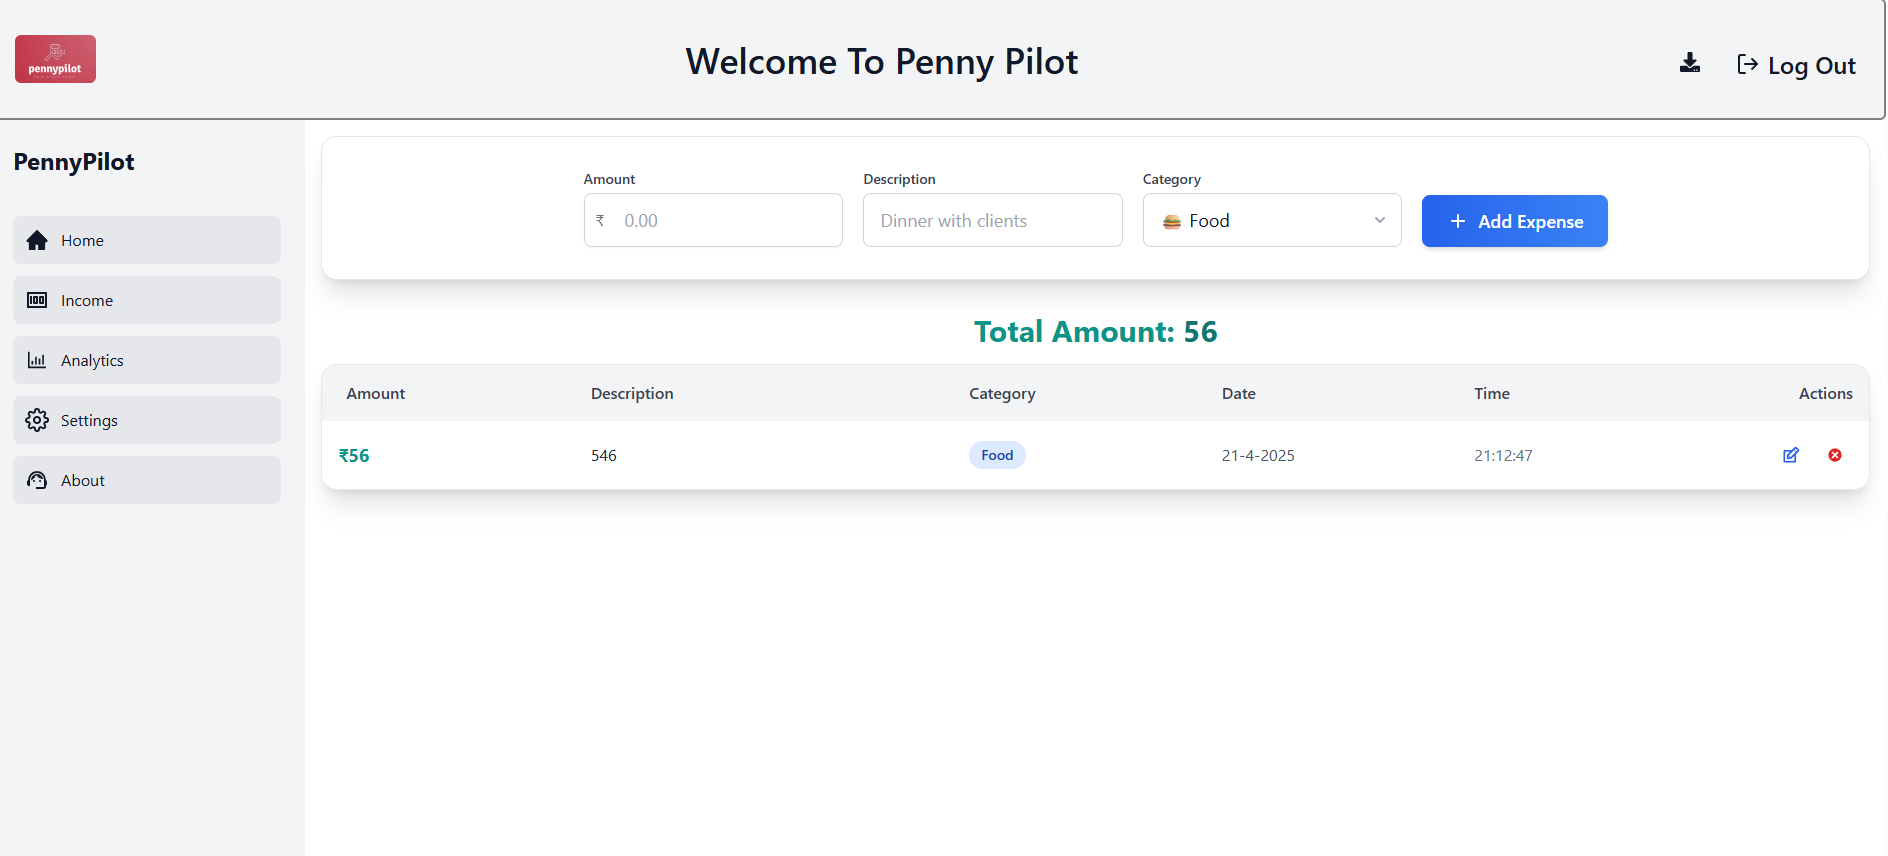 pennypilot
Welcome To Penny Pilot
Log Out
PennyPilot
Home
Income
Analytics
Settings
About
Amount
Description
Category
₹ 0.00
Dinner with clients
🍔 Food
+ Add Expense
Total Amount: 56
Amount Description Category Date Time Actions
₹56 546 Food 21-4-2025 21:12:47